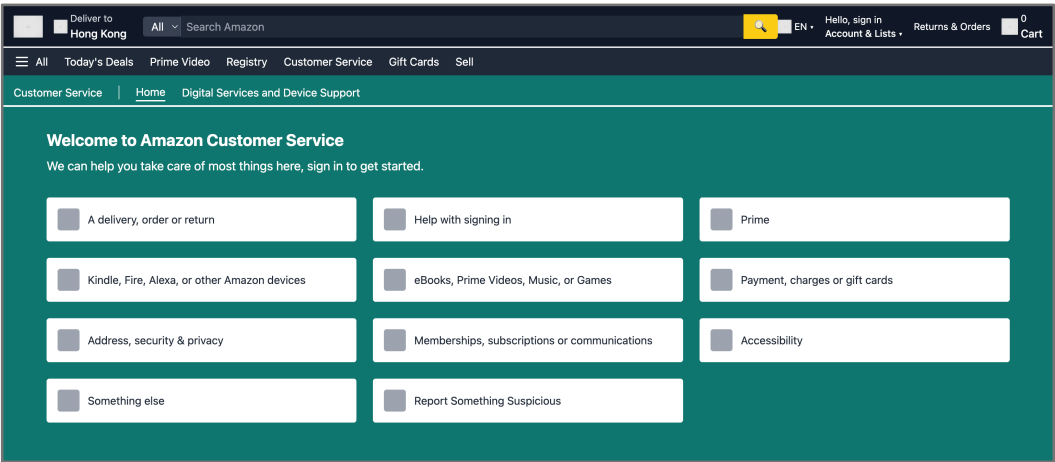 Deliver to
Hong Kong
All
Search Amazon
EN
Hello, sign in
Account & Lists
Returns & Orders
0
Cart
All
Today's Deals
Prime Video
Registry
Customer Service
Gift Cards
Sell
Customer Service
Home
Digital Services and Device Support
Welcome to Amazon Customer Service
We can help you take care of most things here, sign in to get started.
A delivery, order or return
Help with signing in
Prime
Kindle, Fire, Alexa, or other Amazon devices
eBooks, Prime Videos, Music, or Games
Payment, charges or gift cards
Address, security & privacy
Memberships, subscriptions or communications
Accessibility
Something else
Report Something Suspicious